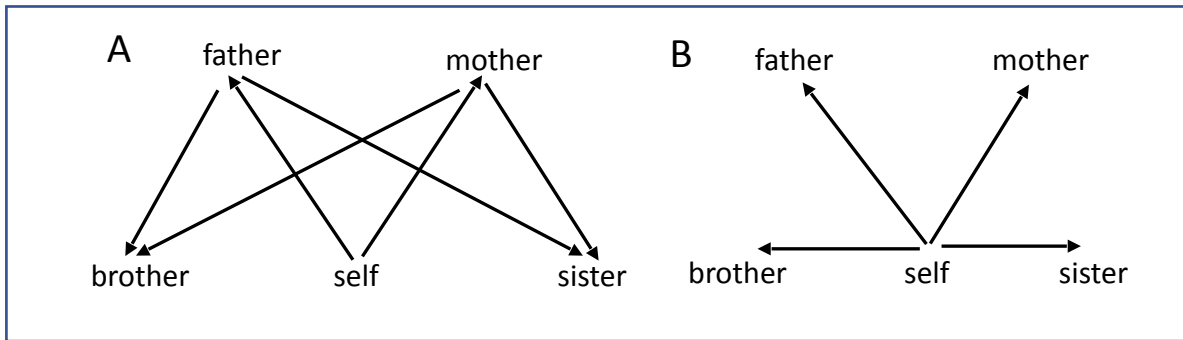 A
father
mother
brother
self
sister
B
father
mother
brother
self
sister